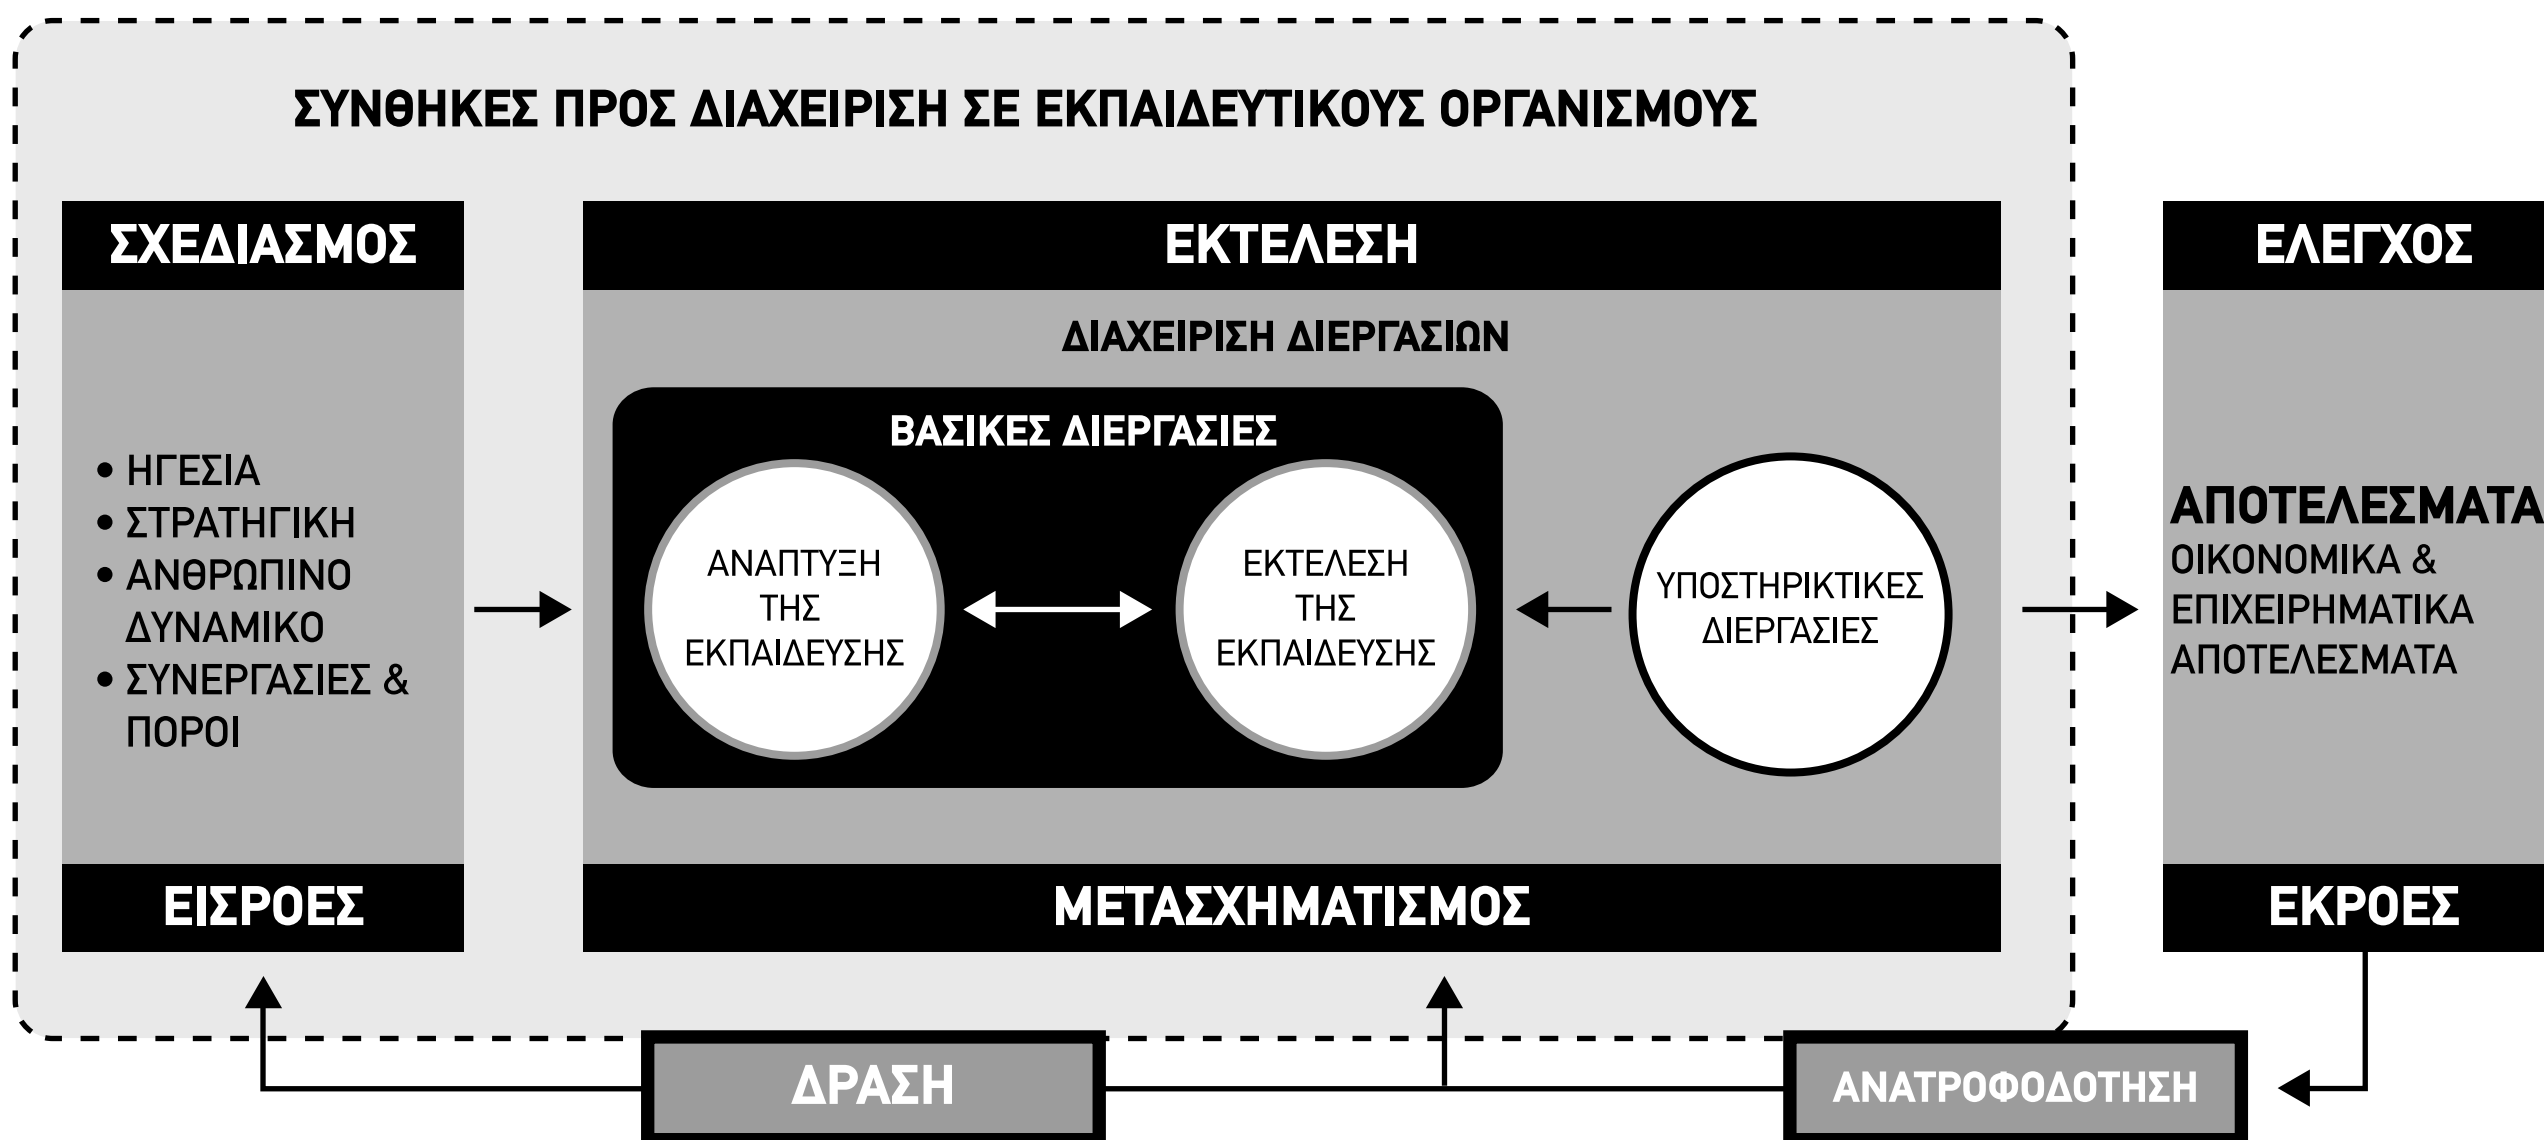 ΣΥΝΘΗΚΕΣ ΠΡΟΣ ΔΙΑΧΕΙΡΙΣΗ ΣΕ ΕΚΠΑΙΔΕΥΤΙΚΟΥΣ ΟΡΓΑΝΙΣΜΟΥΣ
ΣΧΕΔΙΑΣΜΟΣ
• ΗΓΕΣΙΑ
• ΣΤΡΑΤΗΓΙΚΗ
• ΑΝΘΡΩΠΙΝΟ
ΔΥΝΑΜΙΚΟ
• ΣΥΝΕΡΓΑΣΙΕΣ &
ΠΟΡΟΙ
ΕΙΣΡΟΕΣ
ΕΚΤΕΛΕΣΗ
ΔΙΑΧΕΙΡΙΣΗ ΔΙΕΡΓΑΣΙΩΝ
ΒΑΣΙΚΕΣ ΔΙΕΡΓΑΣΙΕΣ
ΑΝΑΠΤΥΞΗ
ΤΗΣ
ΕΚΠΑΙΔΕΥΣΗΣ
ΕΚΤΕΛΕΣΗ
ΤΗΣ
ΕΚΠΑΙΔΕΥΣΗΣ
ΥΠΟΣΤΗΡΙΚΤΙΚΕΣ
ΔΙΕΡΓΑΣΙΕΣ
ΜΕΤΑΣΧΗΜΑΤΙΣΜΟΣ
ΕΛΕΓΧΟΣ
ΑΠΟΤΕΛΕΣΜΑΤΑ
ΟΙΚΟΝΟΜΙΚΑ &
ΕΠΙΧΕΙΡΗΜΑΤΙΚΑ
ΑΠΟΤΕΛΕΣΜΑΤΑ
ΕΚΡΟΕΣ
ΔΡΑΣΗ
ΑΝΑΤΡΟΦΟΔΟΤΗΣΗ